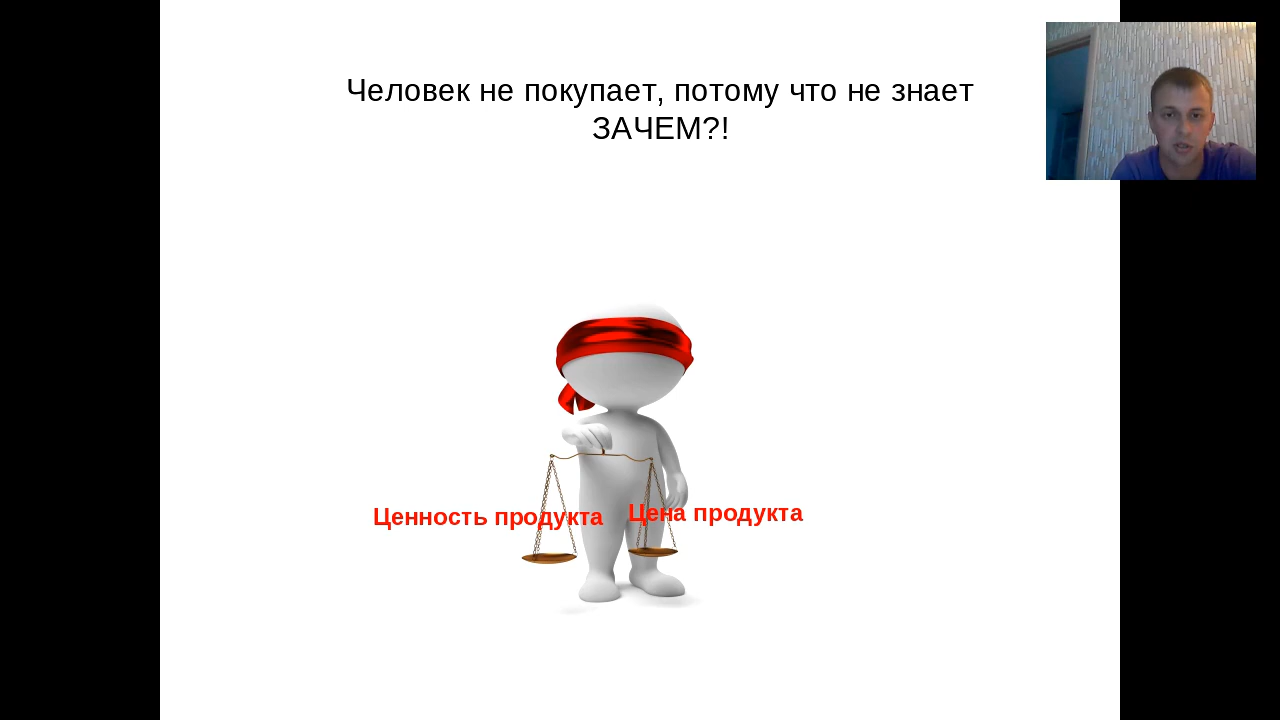 Человек не покупает, потому что не знает
ЗАЧЕМ?!
Ценность продукта
Цена продукта